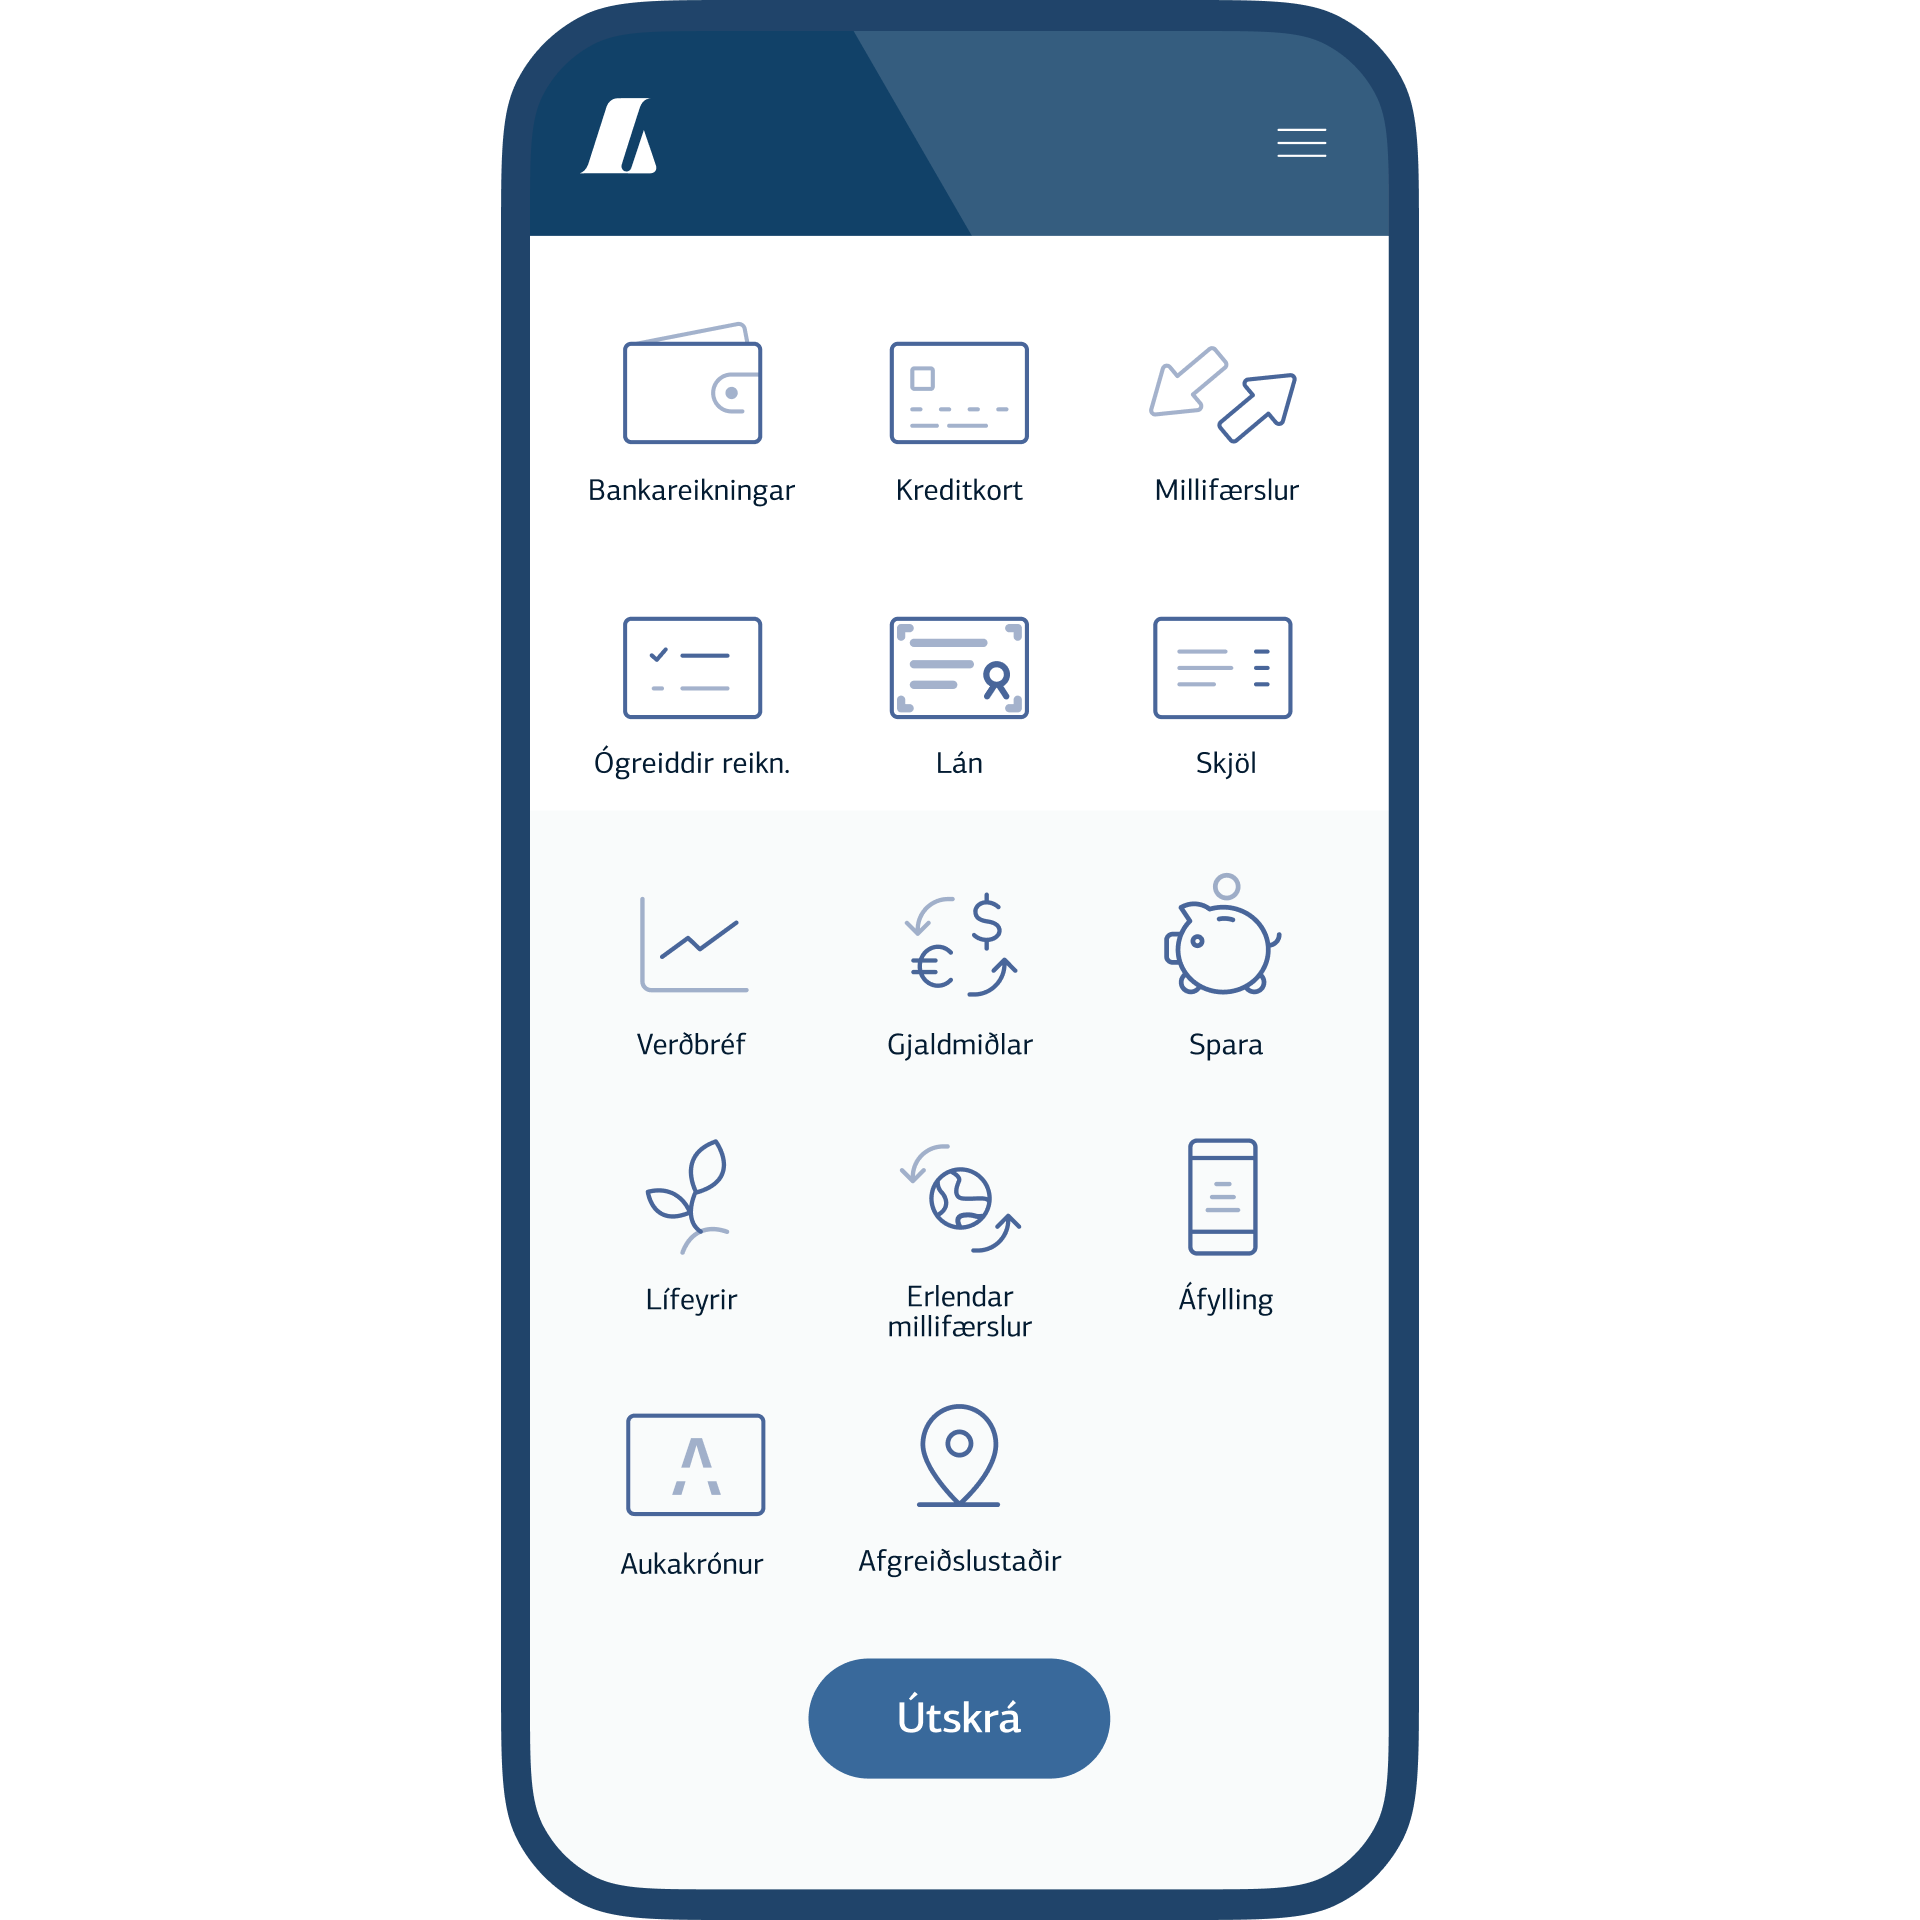 Bankareikningar
Kreditkort
Millifærslur
Ógreiddir reikn.
Lán
Skjöl
Verðbréf
Gjaldmiðlar
Spara
Lífeyrir
Erlendar
millifærslur
Áfylling
Aukakrónur
Afgreiðslustaðir
Útskrá